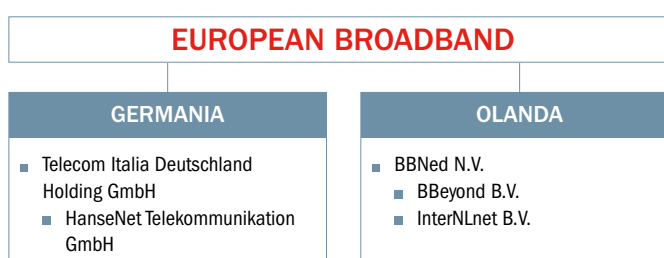 EUROPEAN BROADBAND
GERMANIA
Telecom Italia Deutschland
Holding GmbH
HanseNet Telekommunikation
GmbH
OLANDA
BBNed N.V.
BBeyond B.V.
InterNLnet B.V.